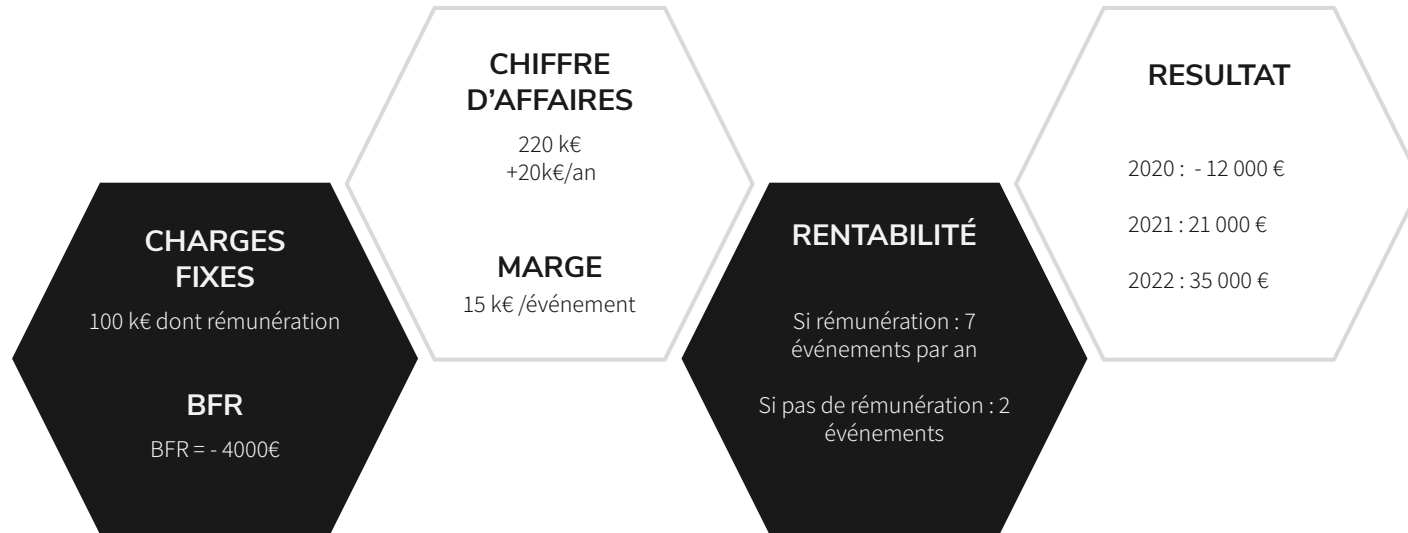 CHARGES
FIXES
100 k€ dont rémunération
BFR
BFR = - 4000€
CHIFFRE
D’AFFAIRES
220 k€
+20k€/an
MARGE
15 k€ /événement
RENTABILITÉ
Si rémunération : 7
événements par an
Si pas de rémunération : 2
événements
RESULTAT
2020 :  - 12 000 €
2021 : 21 000 €
2022 : 35 000 €